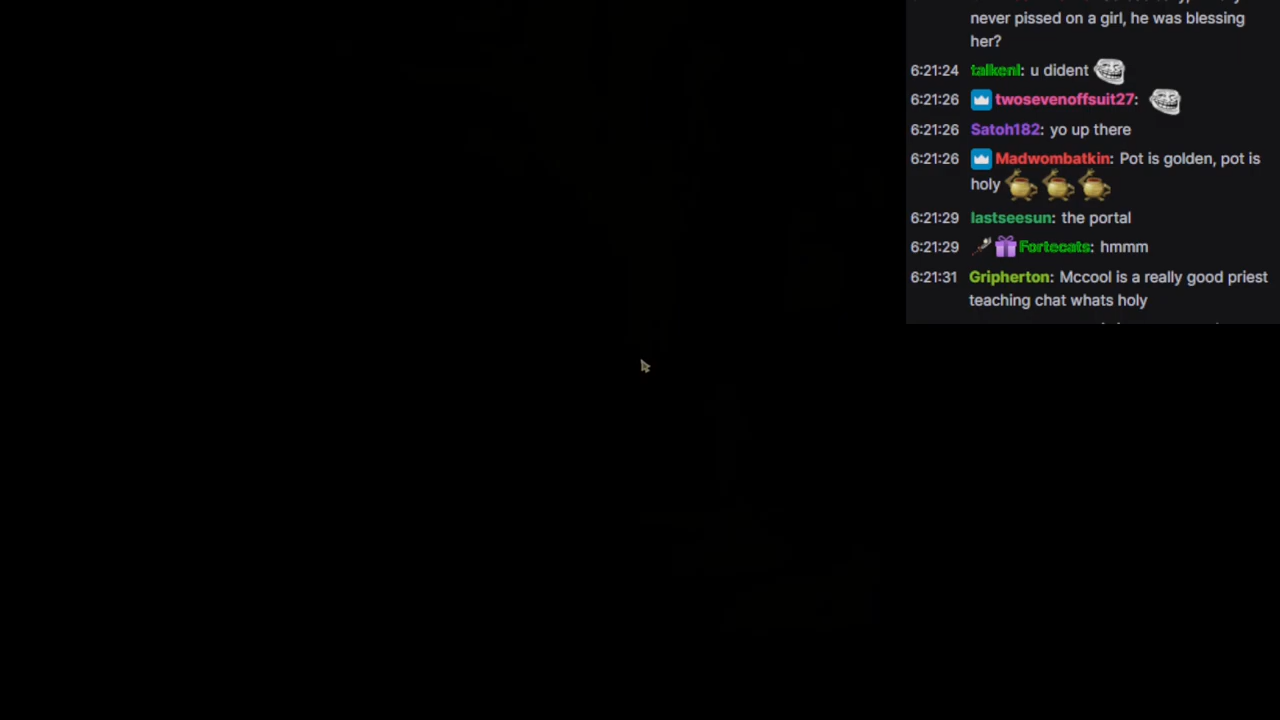 never pissed on a girl, he was blessing
her?
6:21:24 talkenl: u dident
6:21:26 twosevenoffsuit27:
6:21:26 Satoh182: yo up there
6:21:26 Madwombatkin: Pot is golden, pot is
holy
6:21:29 lastseesun: the portal
6:21:29 Fortecats: hmmm
6:21:31 Gripherton: Mccool is a really good priest
teaching chat whats holy